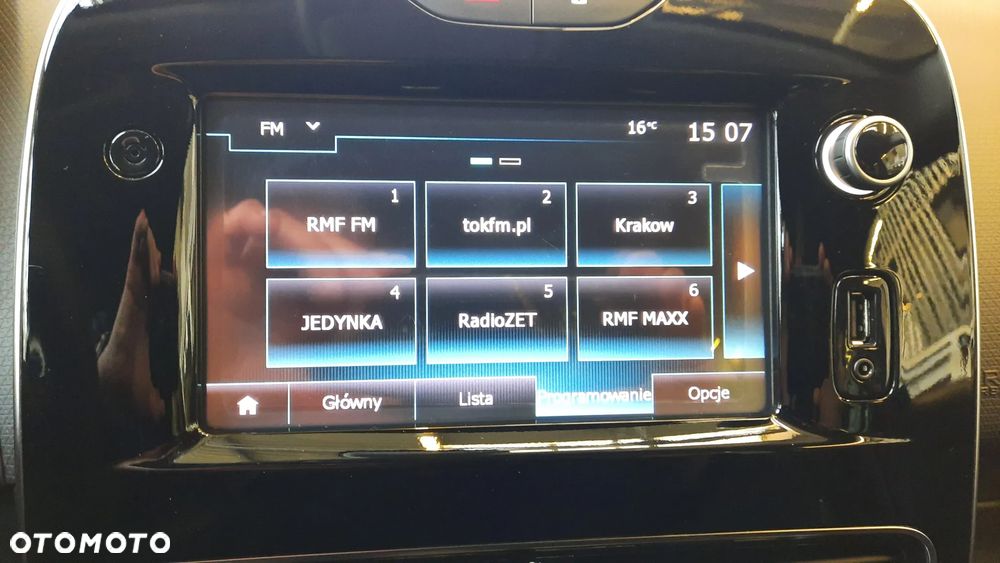 FM 16°C 15 07
1 2 3
RMF FM tokfm.pl Krakow
4 5 6
JEDYNKA RadioZET RMF MAXX
Główny Lista Programowanie Opcje
OTOMOTO